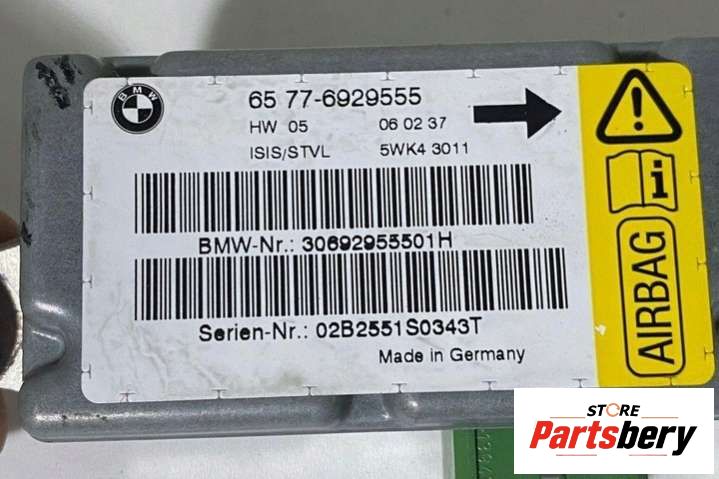 BMW
65 77-6929555
HW 05 06 02 37
ISIS/STVL 5WK4 3011
BMW-Nr.: 30692955501H
Serien-Nr.: 02B2551S0343T
Made in Germany
i
AIRBAG
STORE
Partsbery